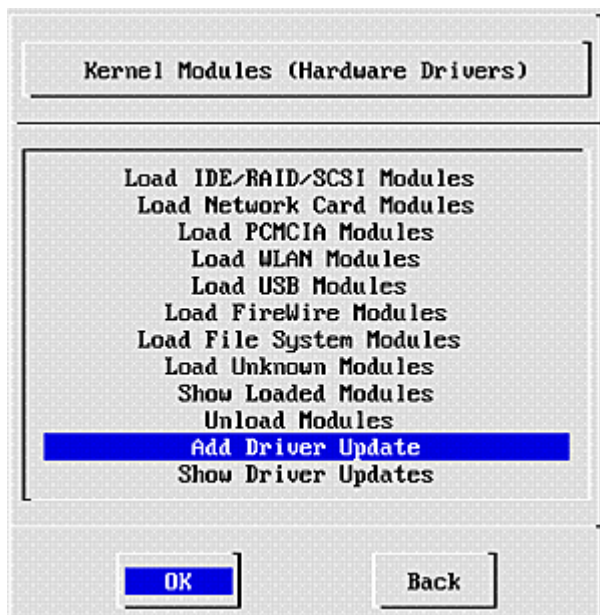 Kernel Modules (Hardware Drivers)
Load IDE/RAID/SCSI Modules
Load Network Card Modules
Load PCMCIA Modules
Load WLAN Modules
Load USB Modules
Load FireWire Modules
Load File System Modules
Load Unknown Modules
Show Loaded Modules
Unload Modules
Add Driver Update
Show Driver Updates
OK Back